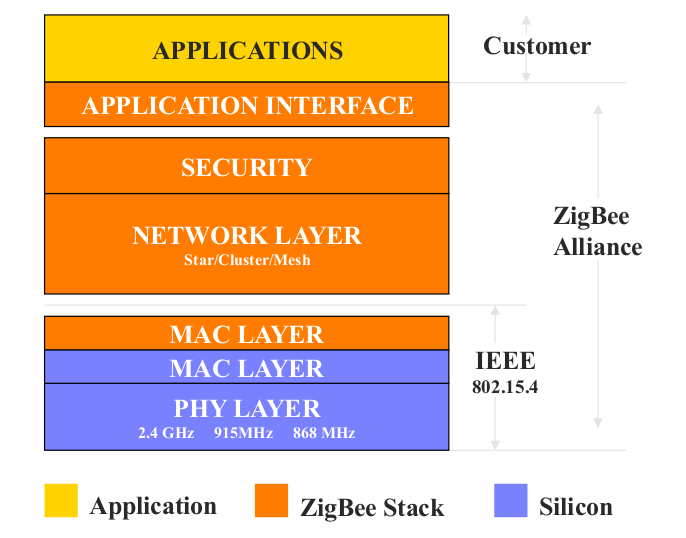 APPLICATIONS
Customer
APPLICATION INTERFACE
SECURITY
NETWORK LAYER
Star/Cluster/Mesh
ZigBee
Alliance
MAC LAYER
MAC LAYER
PHY LAYER
2.4 GHz 915MHz 868 MHz
IEEE
802.15.4
Application
ZigBee Stack
Silicon